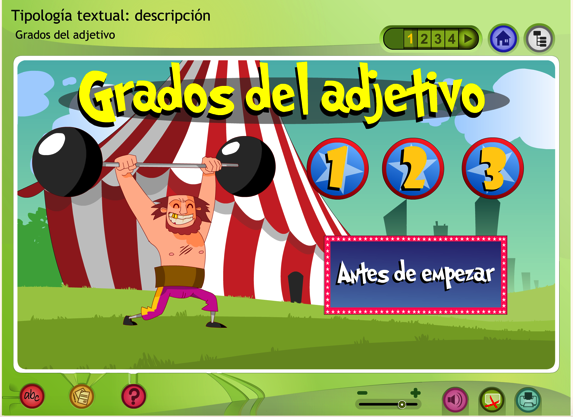 Tipología textual: descripción
Grados del adjetivo
1 2 3 4
Grados del adjetivo
1 2 3
Antes de empezar
abc
?